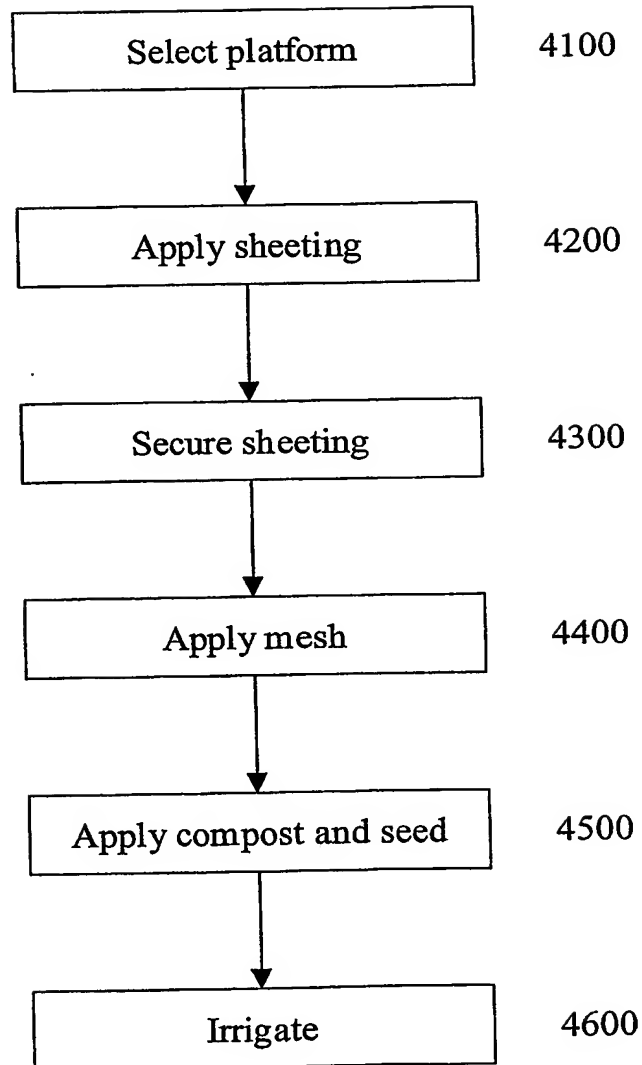 Select platform 4100
Apply sheeting 4200
Secure sheeting 4300
Apply mesh 4400
Apply compost and seed 4500
Irrigate 4600